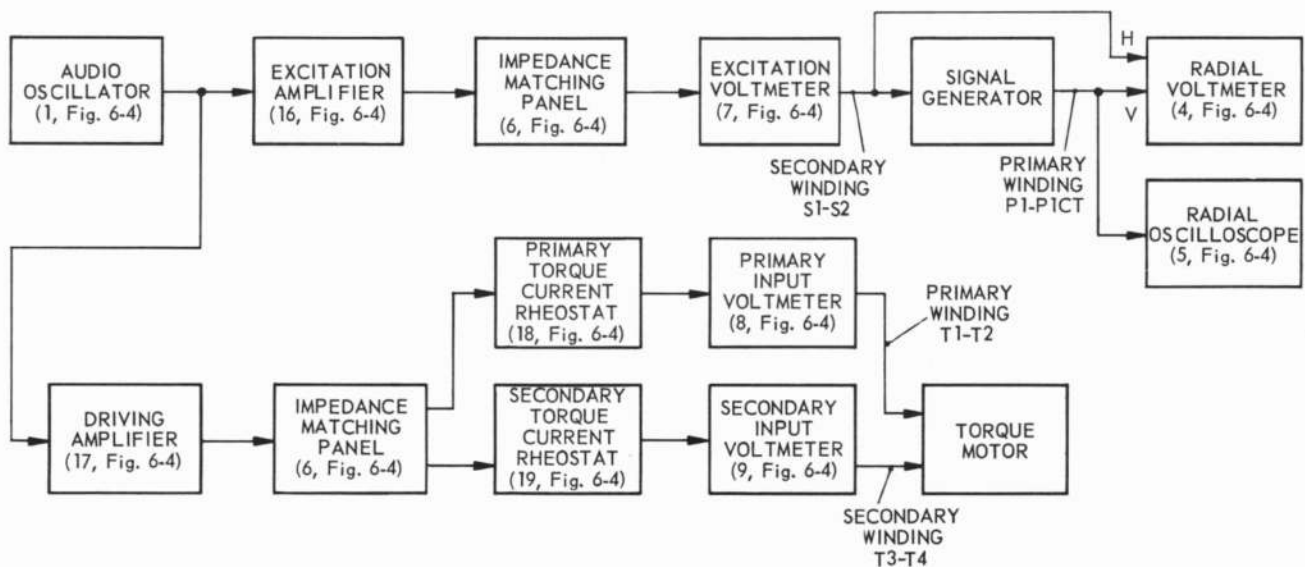 AUDIO
OSCILLATOR
(1, Fig. 6-4)
EXCITATION
AMPLIFIER
(16, Fig. 6-4)
IMPEDANCE
MATCHING
PANEL
(6, Fig. 6-4)
EXCITATION
VOLTMETER
(7, Fig. 6-4)
SIGNAL
GENERATOR
H
V
RADIAL
VOLTMETER
(4, Fig. 6-4)
SECONDARY
WINDING
S1-S2
PRIMARY
WINDING
P1-P1CT
RADIAL
OSCILLOSCOPE
(5, Fig. 6-4)
PRIMARY
TORQUE
CURRENT
RHEOSTAT
(18, Fig. 6-4)
PRIMARY
INPUT
VOLTMETER
(8, Fig. 6-4)
PRIMARY
WINDING
T1-T2
DRIVING
AMPLIFIER
(17, Fig. 6-4)
IMPEDANCE
MATCHING
PANEL
(6, Fig. 6-4)
SECONDARY
TORQUE
CURRENT
RHEOSTAT
(19, Fig. 6-4)
SECONDARY
INPUT
VOLTMETER
(9, Fig. 6-4)
TORQUE
MOTOR
SECONDARY
WINDING
T3-T4